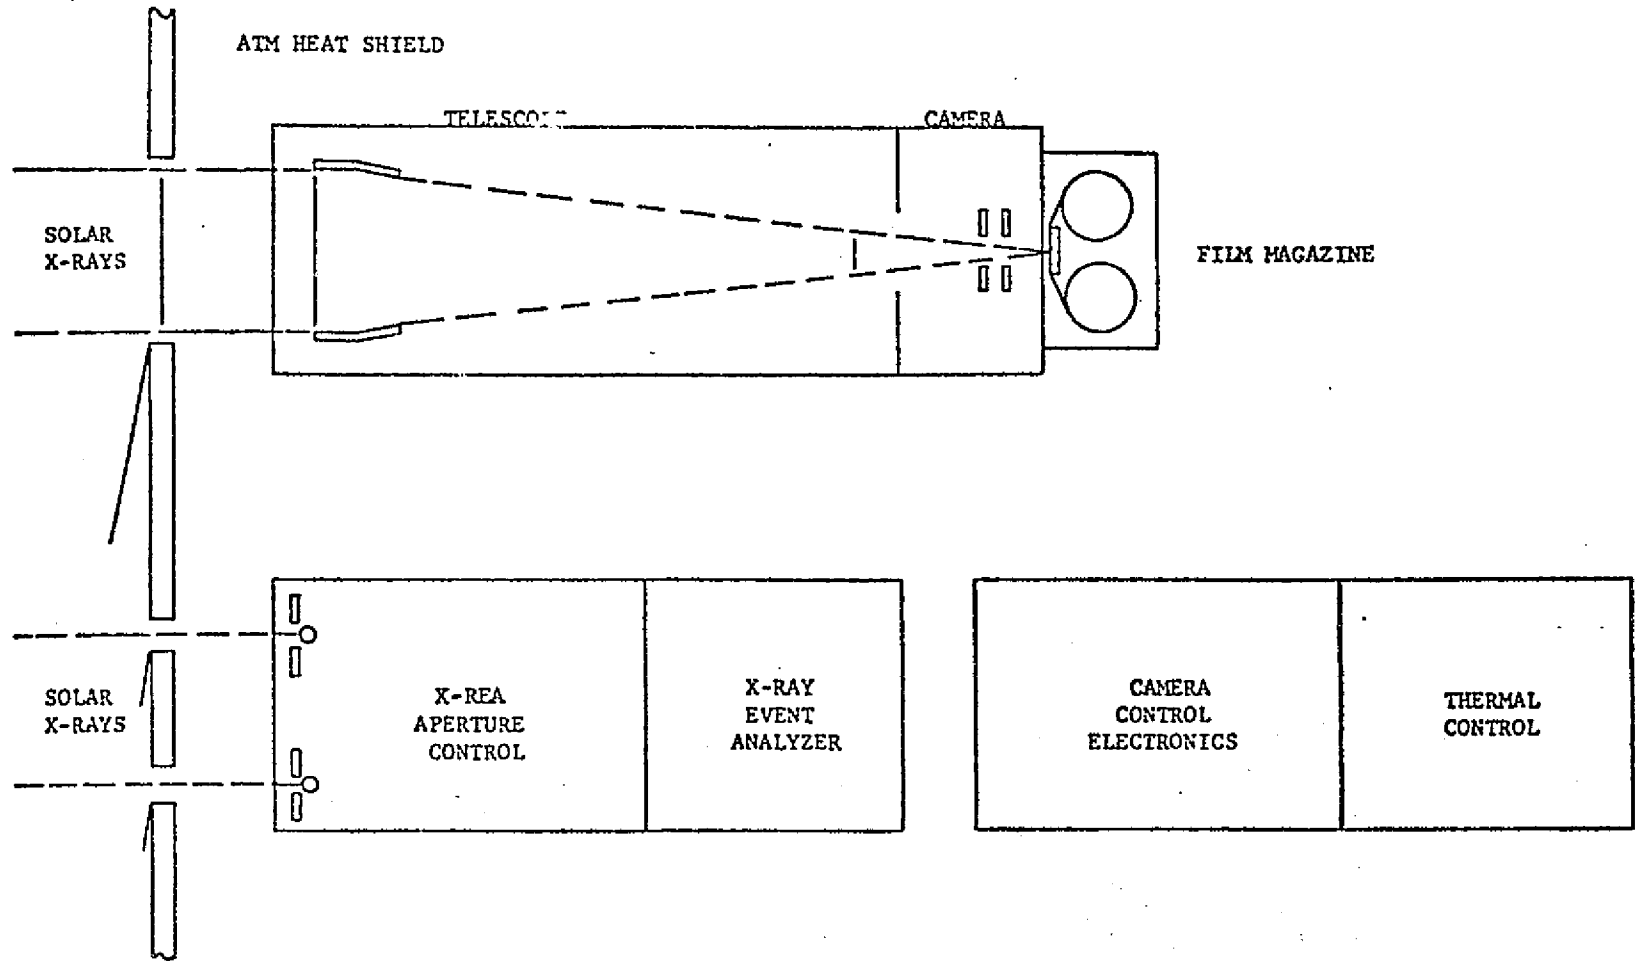 ATM HEAT SHIELD
CAMERA
SOLAR
X-RAYS
FILM MAGAZINE
SOLAR
X-RAYS
X-REA
APERTURE
CONTROL
X-RAY
EVENT
ANALYZER
CAMERA
CONTROL
ELECTRONICS
THERMAL
CONTROL